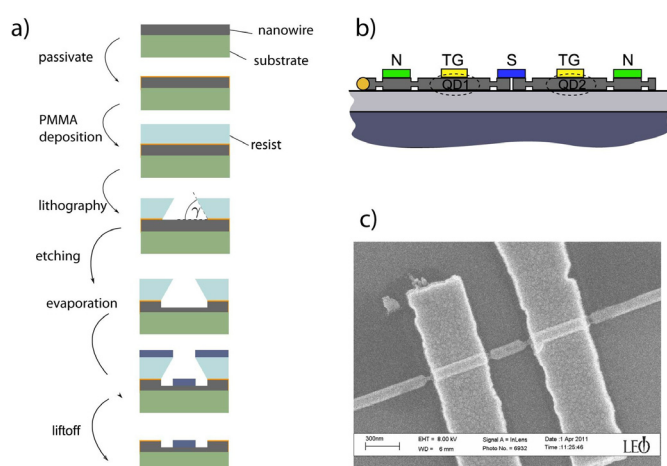 a)
nanowire
substrate
passivate
PMMA
deposition
resist
lithography
γ
etching
evaporation
liftoff
b)
N TG S TG N
QD1 QD2
c)
300nm
EHT = 8.00 kV Signal A = InLens Date :1 Apr 2011
WD = 6 mm Photo No. = 6932 Time :11:25:46
LEO